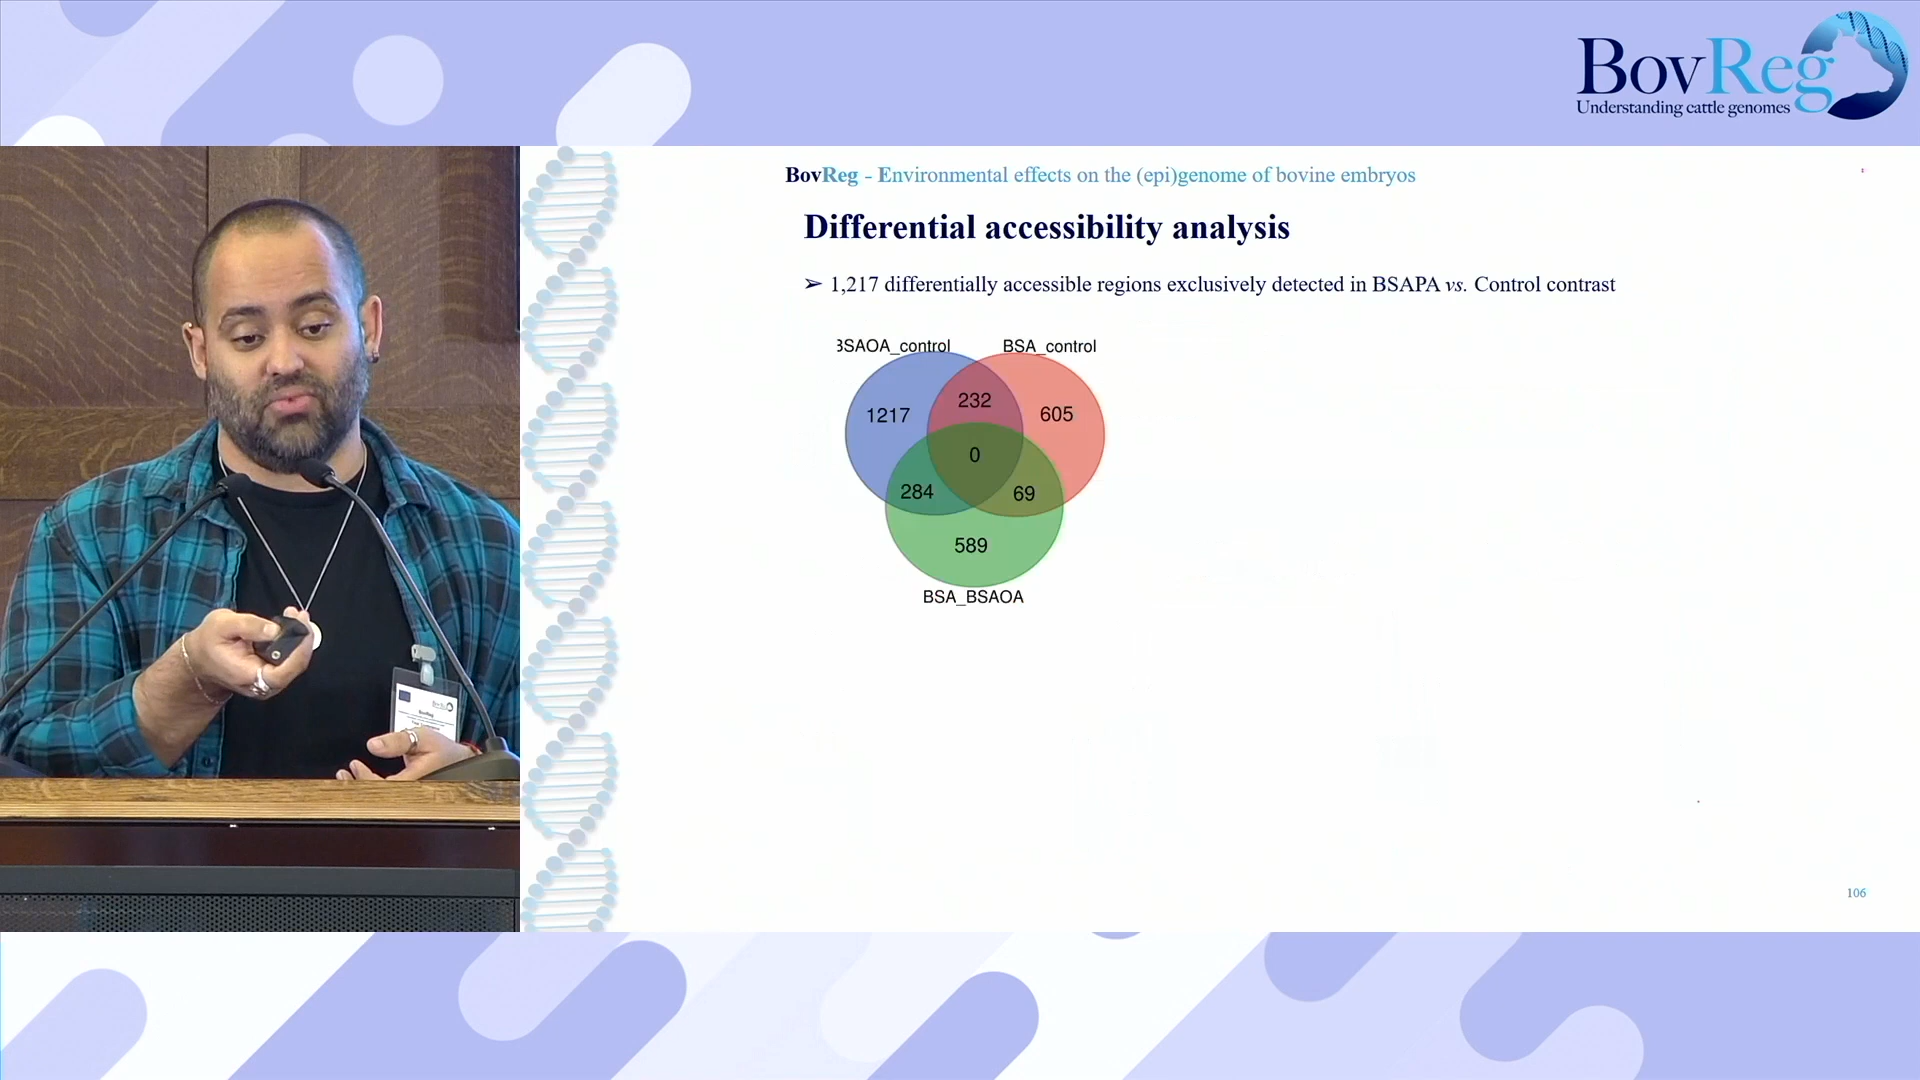 BovReg
Understanding cattle genomes
BovReg - Environmental effects on the (epi)genome of bovine embryos
Differential accessibility analysis
➢ 1,217 differentially accessible regions exclusively detected in BSAPA vs. Control contrast
BSAOA_control
BSA_control
232
1217
605
0
284
69
589
BSA_BSAOA
106
BovReg